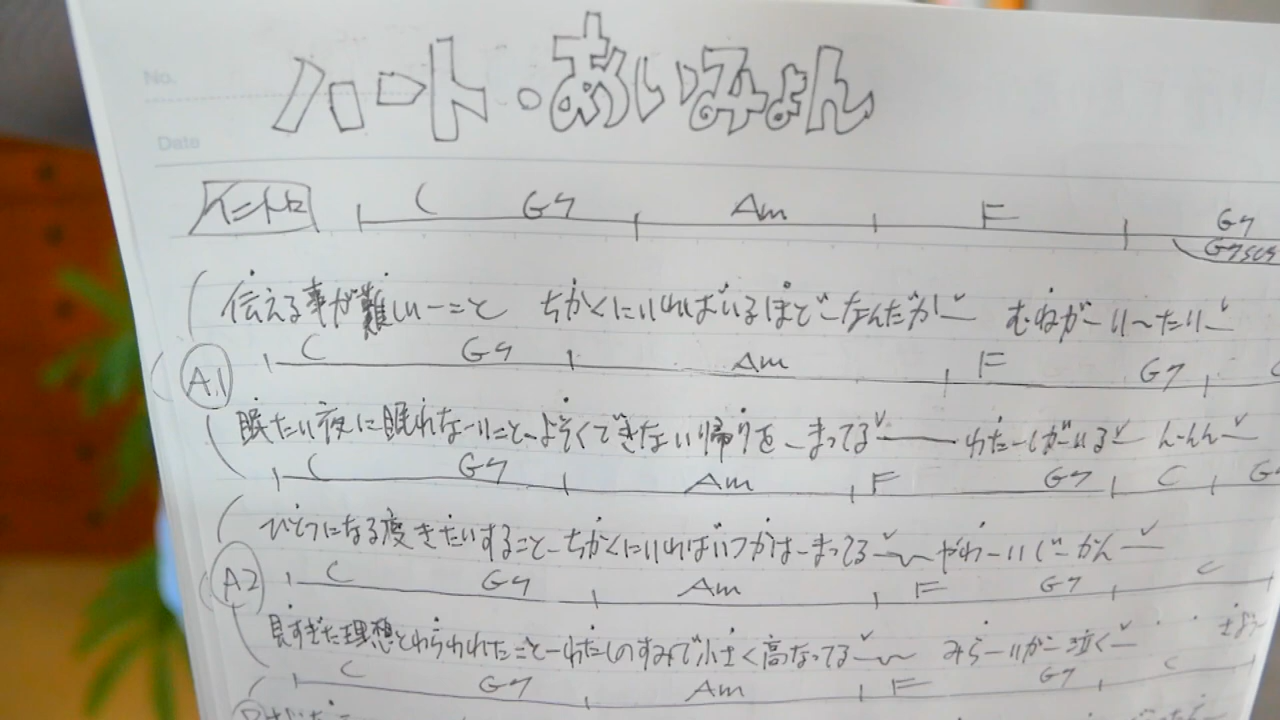 No.
ハート・あいみょん
Date
イントロ C G7 Am F G7
G7sus
伝える事が難しいーこと ちかくにいればいるほどーなんだかしー むねがーい〜たいー
A1 C G7 Am F G7 C
眠たい夜に眠れなーいことーよそくできないり帰りをーまってるー わたーしがーいるー んーんんー
C G7 Am F G7 C
ひとつになる度きたいすることーちかくにいればいつかはーまってるー〜やわーいじーかんー
A2 C G7 Am F G7 C
見すぎた理想とわらわれたことーわたしのすみで小さく高なってるー〜 みらーいがー泣くー
C G7 Am F G7 C